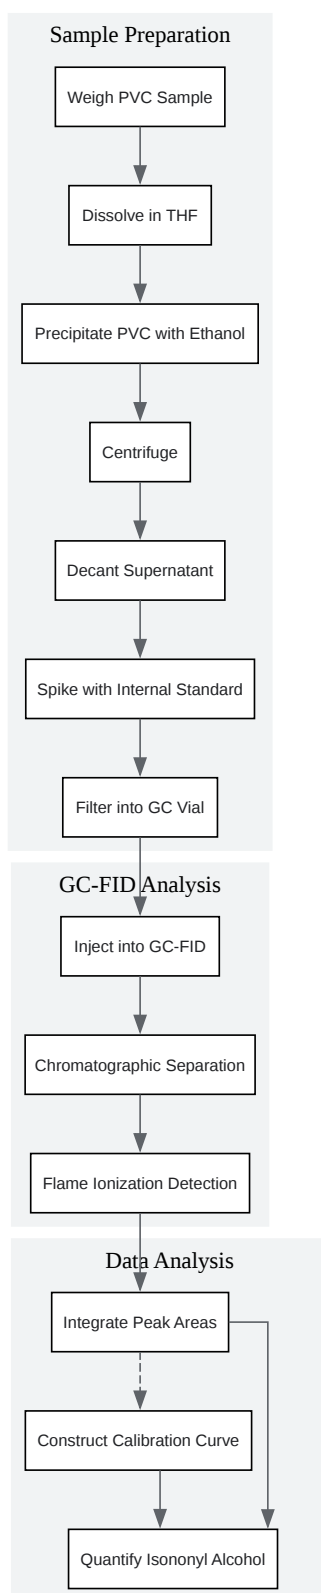 Sample Preparation
Weigh PVC Sample
Dissolve in THF
Precipitate PVC with Ethanol
Centrifuge
Decant Supernatant
Spike with Internal Standard
Filter into GC Vial
GC-FID Analysis
Inject into GC-FID
Chromatographic Separation
Flame Ionization Detection
Data Analysis
Integrate Peak Areas
Construct Calibration Curve
Quantify Isononyl Alcohol